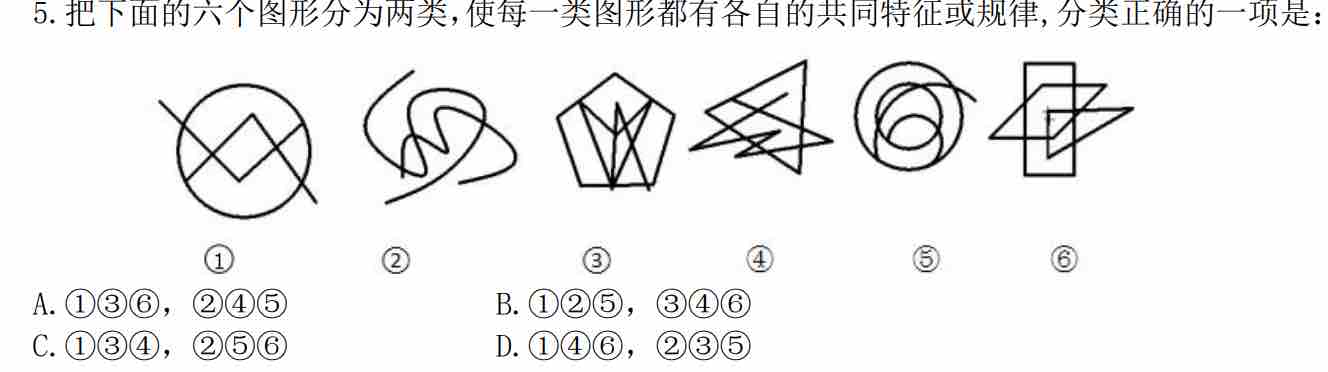 5.把下面的六个图形分为两类,使每一类图形都有各自的共同特征或规律,分类正确的一项是:
① ② ③ ④ ⑤ ⑥
A.①③⑥，②④⑤ B.①②⑤，③④⑥
C.①③④，②⑤⑥ D.①④⑥，②③⑤